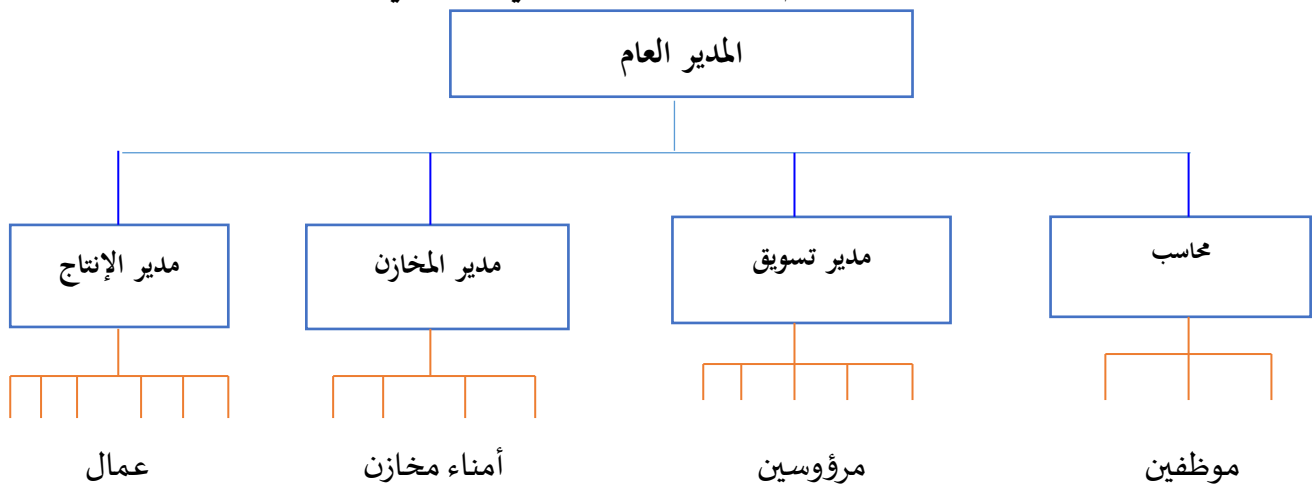 المدير العام
محاسب
مدير تسويق
مدير المخازن
مدير الإنتاج
موظفين
مرؤوسين
أمناء مخازن
عمال